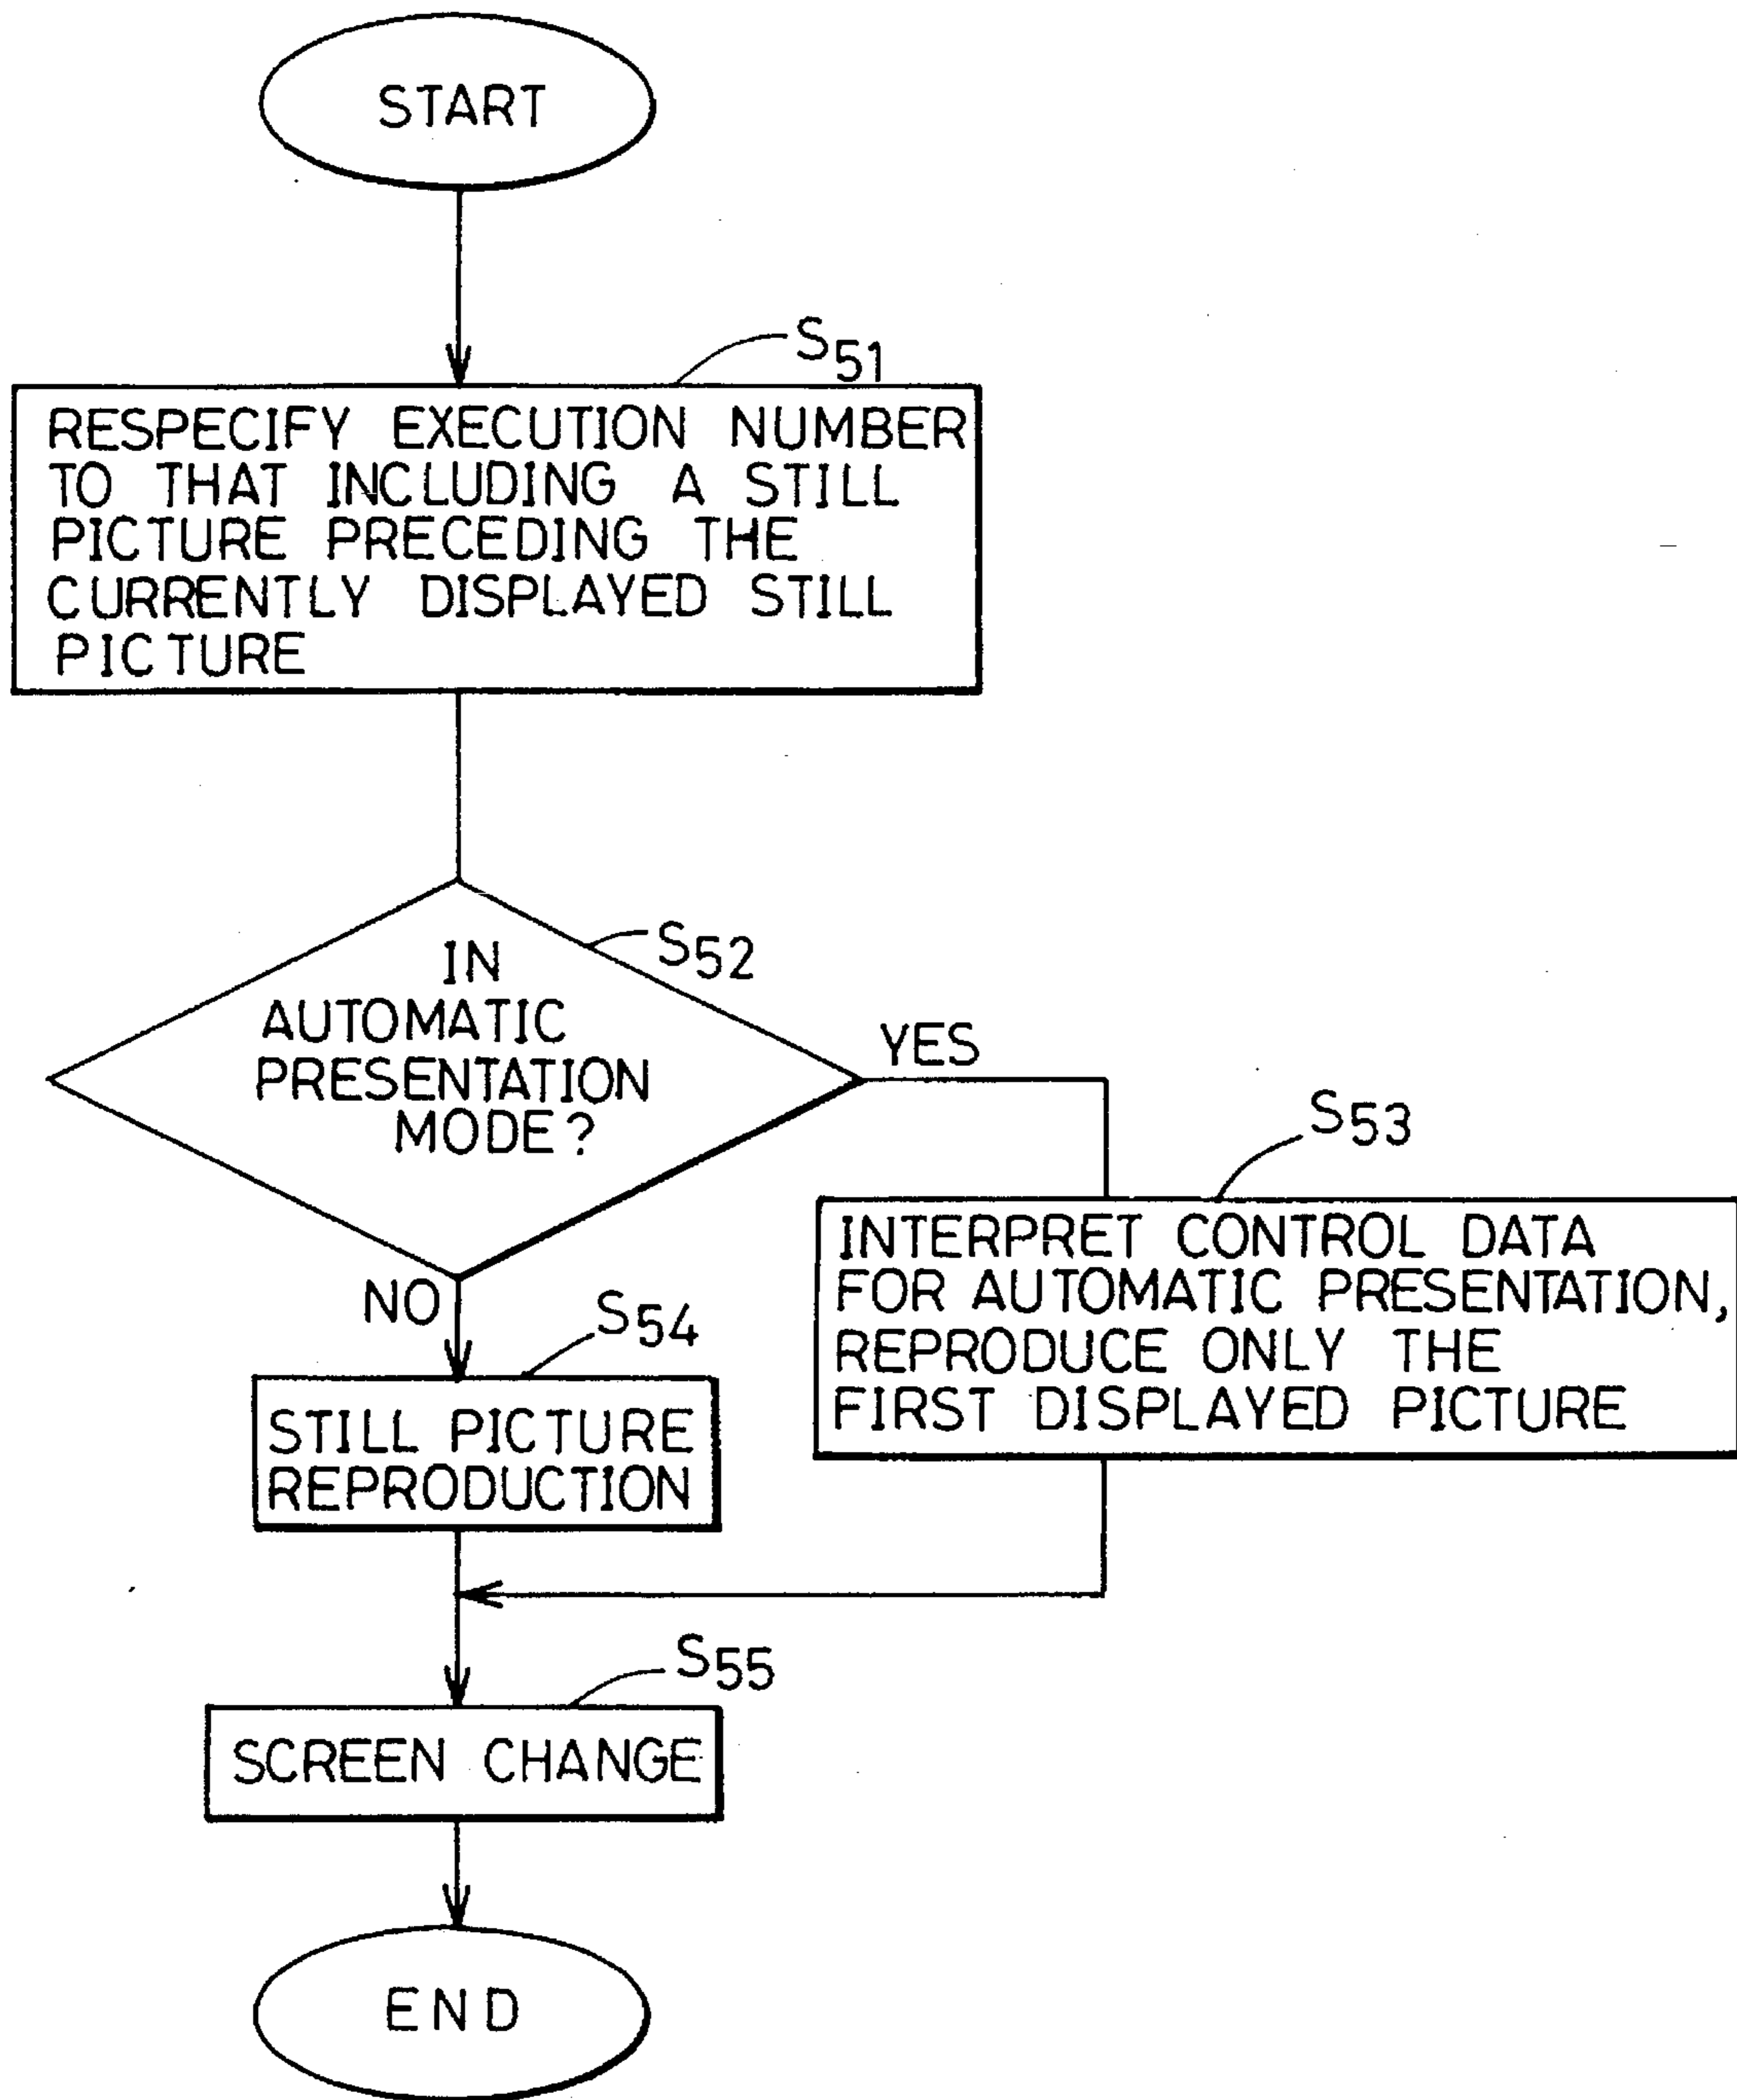 START
S51
RESPECIFY EXECUTION NUMBER
TO THAT INCLUDING A STILL
PICTURE PRECEDING THE
CURRENTLY DISPLAYED STILL
PICTURE
S52
IN
AUTOMATIC
PRESENTATION
MODE?
YES
S53
INTERPRET CONTROL DATA
FOR AUTOMATIC PRESENTATION,
REPRODUCE ONLY THE
FIRST DISPLAYED PICTURE
NO
S54
STILL PICTURE
REPRODUCTION
S55
SCREEN CHANGE
END